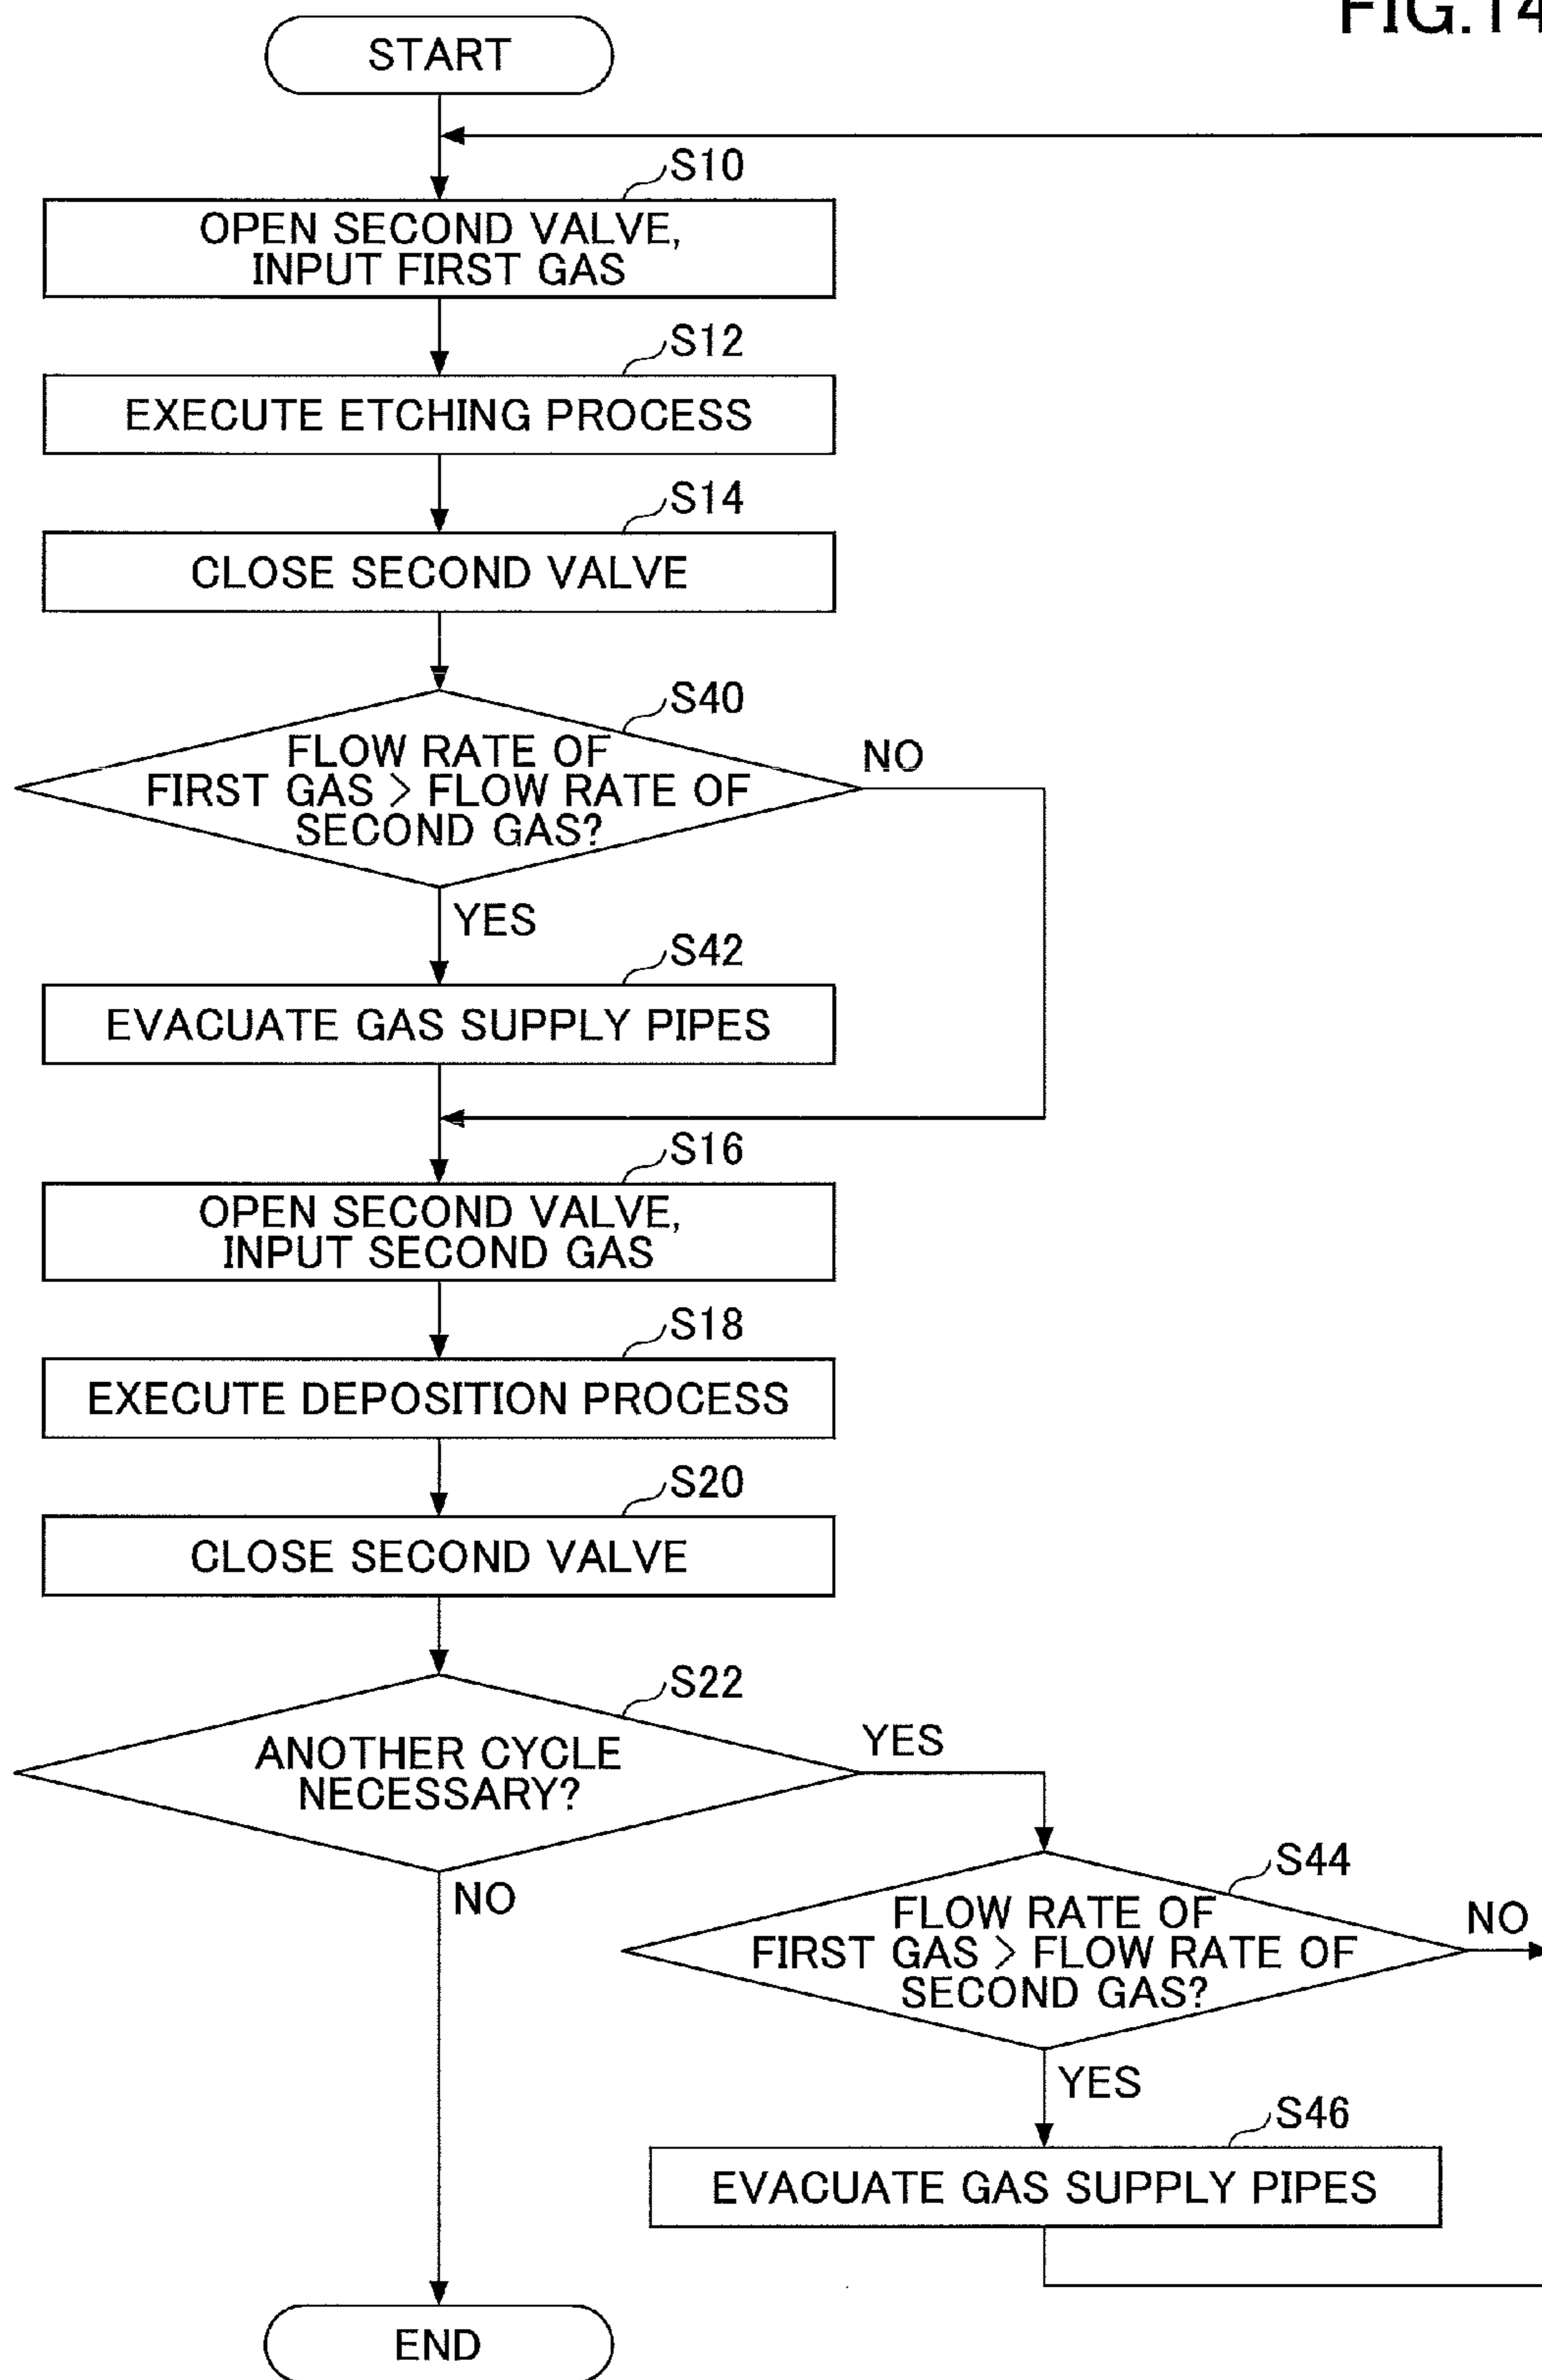 FIG.14
START
S10
OPEN SECOND VALVE,
INPUT FIRST GAS
S12
EXECUTE ETCHING PROCESS
S14
CLOSE SECOND VALVE
S40
FLOW RATE OF
FIRST GAS > FLOW RATE OF
SECOND GAS?
NO
YES
S42
EVACUATE GAS SUPPLY PIPES
S16
OPEN SECOND VALVE,
INPUT SECOND GAS
S18
EXECUTE DEPOSITION PROCESS
S20
CLOSE SECOND VALVE
S22
ANOTHER CYCLE
NECESSARY?
YES
NO
S44
FLOW RATE OF
FIRST GAS > FLOW RATE OF
SECOND GAS?
NO
YES
S46
EVACUATE GAS SUPPLY PIPES
END